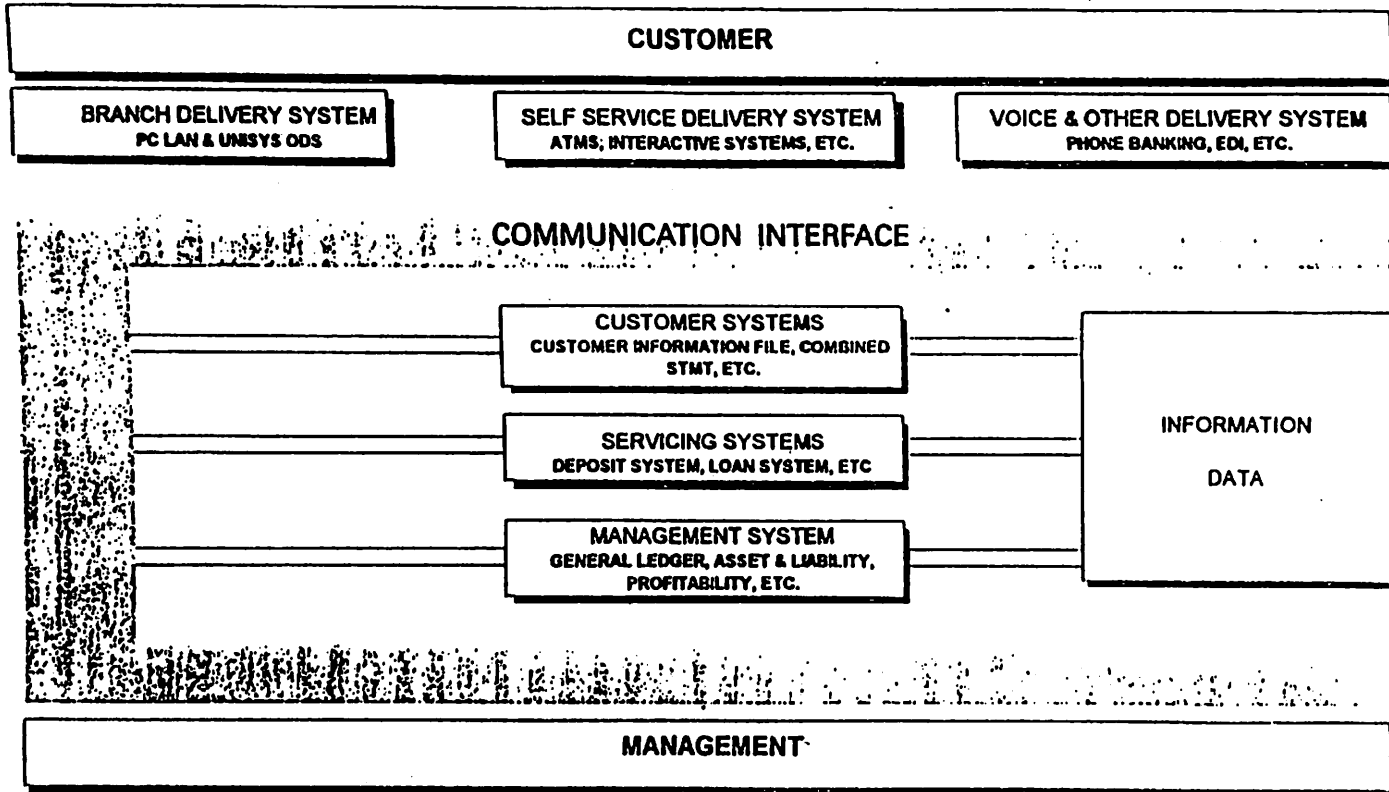 CUSTOMER
BRANCH DELIVERY SYSTEM
PC LAN & UNISYS ODS
SELF SERVICE DELIVERY SYSTEM
ATMS; INTERACTIVE SYSTEMS, ETC.
VOICE & OTHER DELIVERY SYSTEM
PHONE BANKING, EDI, ETC.
COMMUNICATION INTERFACE
CUSTOMER SYSTEMS
CUSTOMER INFORMATION FILE, COMBINED
STMT, ETC.
SERVICING SYSTEMS
DEPOSIT SYSTEM, LOAN SYSTEM, ETC
MANAGEMENT SYSTEM
GENERAL LEDGER, ASSET & LIABILITY,
PROFITABILITY, ETC.
INFORMATION
DATA
MANAGEMENT